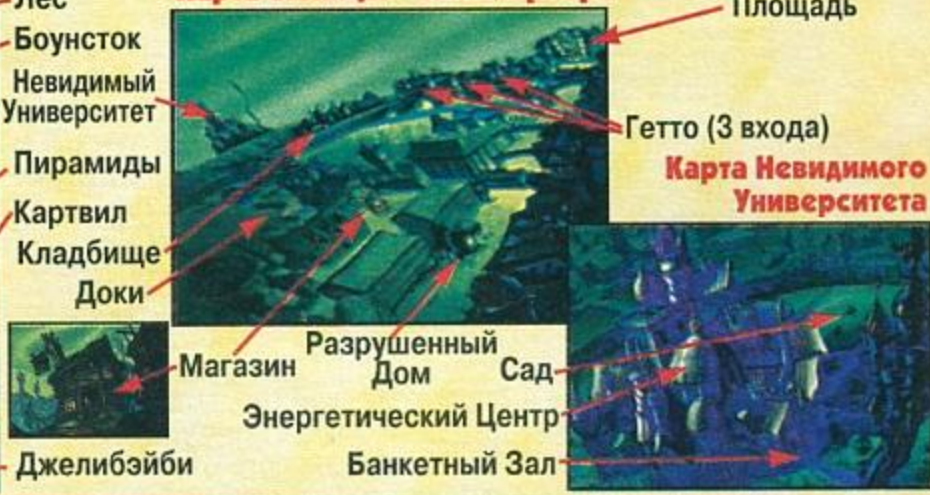 Лес
Площадь
Боунсток
Невидимый
Университет
Гетто (3 входа)
Пирамиды
Карта Невидимого
Университета
Картвил
Кладбище
Доки
Магазин
Разрушенный
Дом
Сад
Энергетический Центр
Джелибэйби
Банкетный Зал